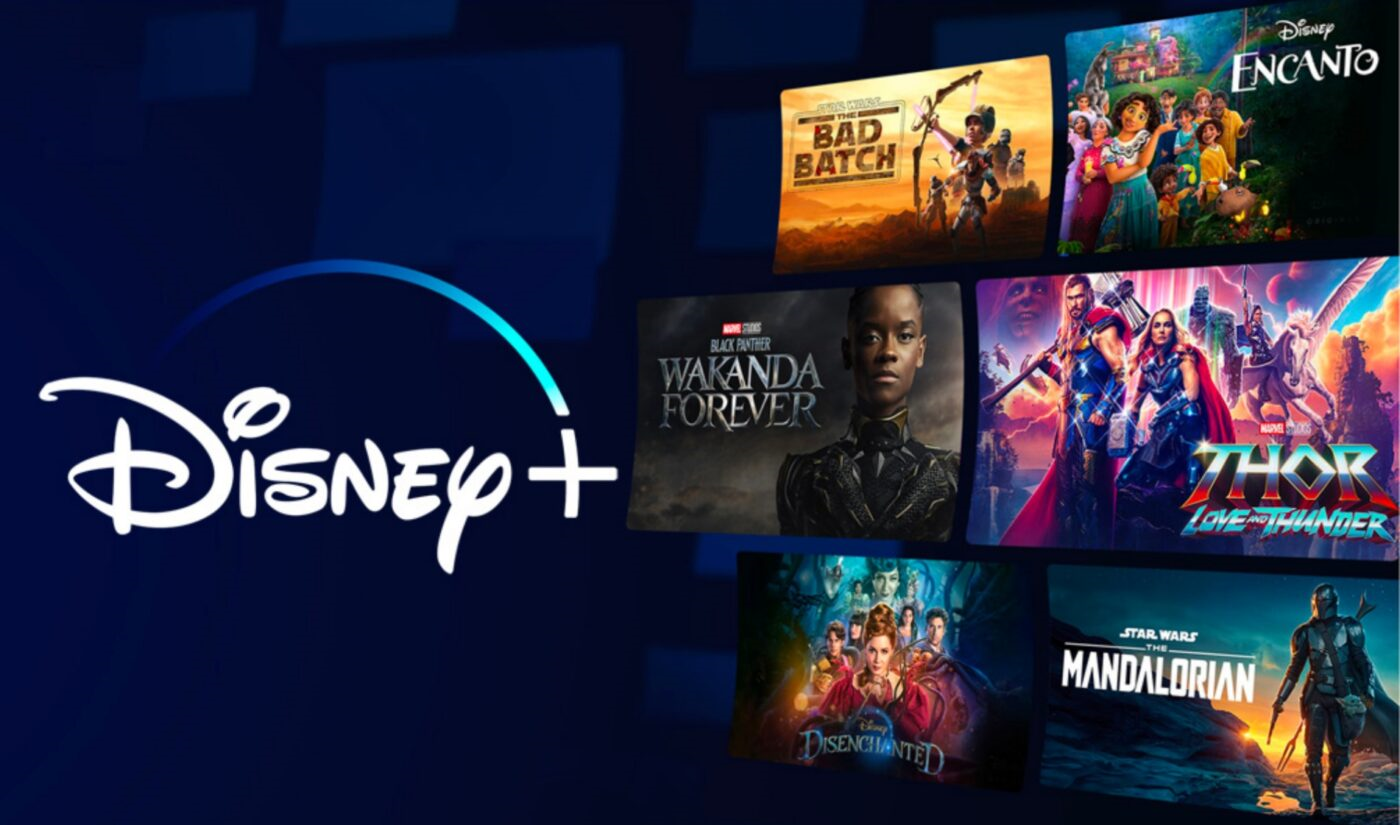 Disney+
STAR WARS
THE
BAD
BATCH
Disney
ENCANTO
MARVEL STUDIOS
BLACK PANTHER
WAKANDA
FOREVER
MARVEL STUDIOS
THOR
LOVE AND THUNDER
Disney
DISENCHANTED
STAR WARS
THE
MANDALORIAN